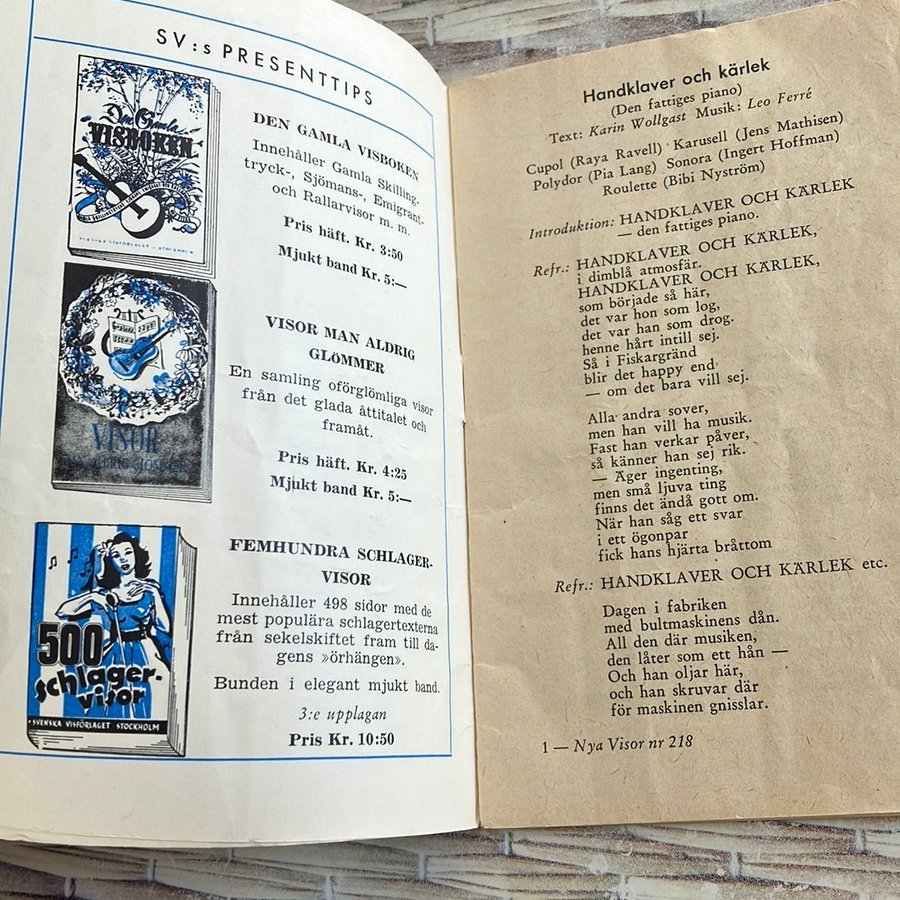 SV:s PRESENTTIPS
Den Gamla
VISBOKEN
SVENSKA VISFÖRLAGET - STOCKHOLM
DEN GAMLA VISBOKEN
Innehåller Gamla Skilling-
tryck-, Sjömans- Emigrant-
och Rallarvisor m. m.
Pris häft. Kr. 3:50
Mjukt band Kr. 5:—
VISOR
MAN ALDRIG GLÖMMER
VISOR MAN ALDRIG
GLÖMMER
En samling oförglömliga visor
från det glada åttitalet och
framåt.
Pris häft. Kr. 4:25
Mjukt band Kr. 5:—
500
schlager-
visor
SVENSKA VISFÖRLAGET STOCKHOLM
FEMHUNDRA SCHLAGER-
VISOR
Innehåller 498 sidor med de
mest populära schlagertexterna
från sekelskiftet fram till da-
gens »örhängen».
Bunden i elegant mjukt band.
3:e upplagan
Pris Kr. 10:50
Handklaver och kärlek
(Den fattiges piano)
Text: Karin Wollgast Musik: Leo Ferré
Cupol (Raya Ravell) Karusell (Jens Mathisen)
Polydor (Pia Lang) Sonora (Ingert Hoffman)
Roulette (Bibi Nyström)
Introduktion: HANDKLAVER OCH KÄRLEK
— den fattiges piano.
Refr.: HANDKLAVER OCH KÄRLEK,
i dimblå atmosfär.
HANDKLAVER OCH KÄRLEK,
som började så här,
det var hon som log,
det var han som drog.
henne hårt intill sej.
Så i Fiskargränd
blir det happy end
— om det bara vill sej.
Alla andra sover,
men han vill ha musik.
Fast han verkar påver,
så känner han sej rik.
— Äger ingenting,
men små ljuva ting
finns det ändå gott om.
När han såg ett svar
i ett ögonpar
fick hans hjärta bråttom
Refr.: HANDKLAVER OCH KÄRLEK etc.
Dagen i fabriken
med bultmaskinens dån.
All den där musiken,
den låter som ett hån —
Och han oljar här,
och han skruvar där
för maskinen gnisslar.
1 — Nya Visor nr 218